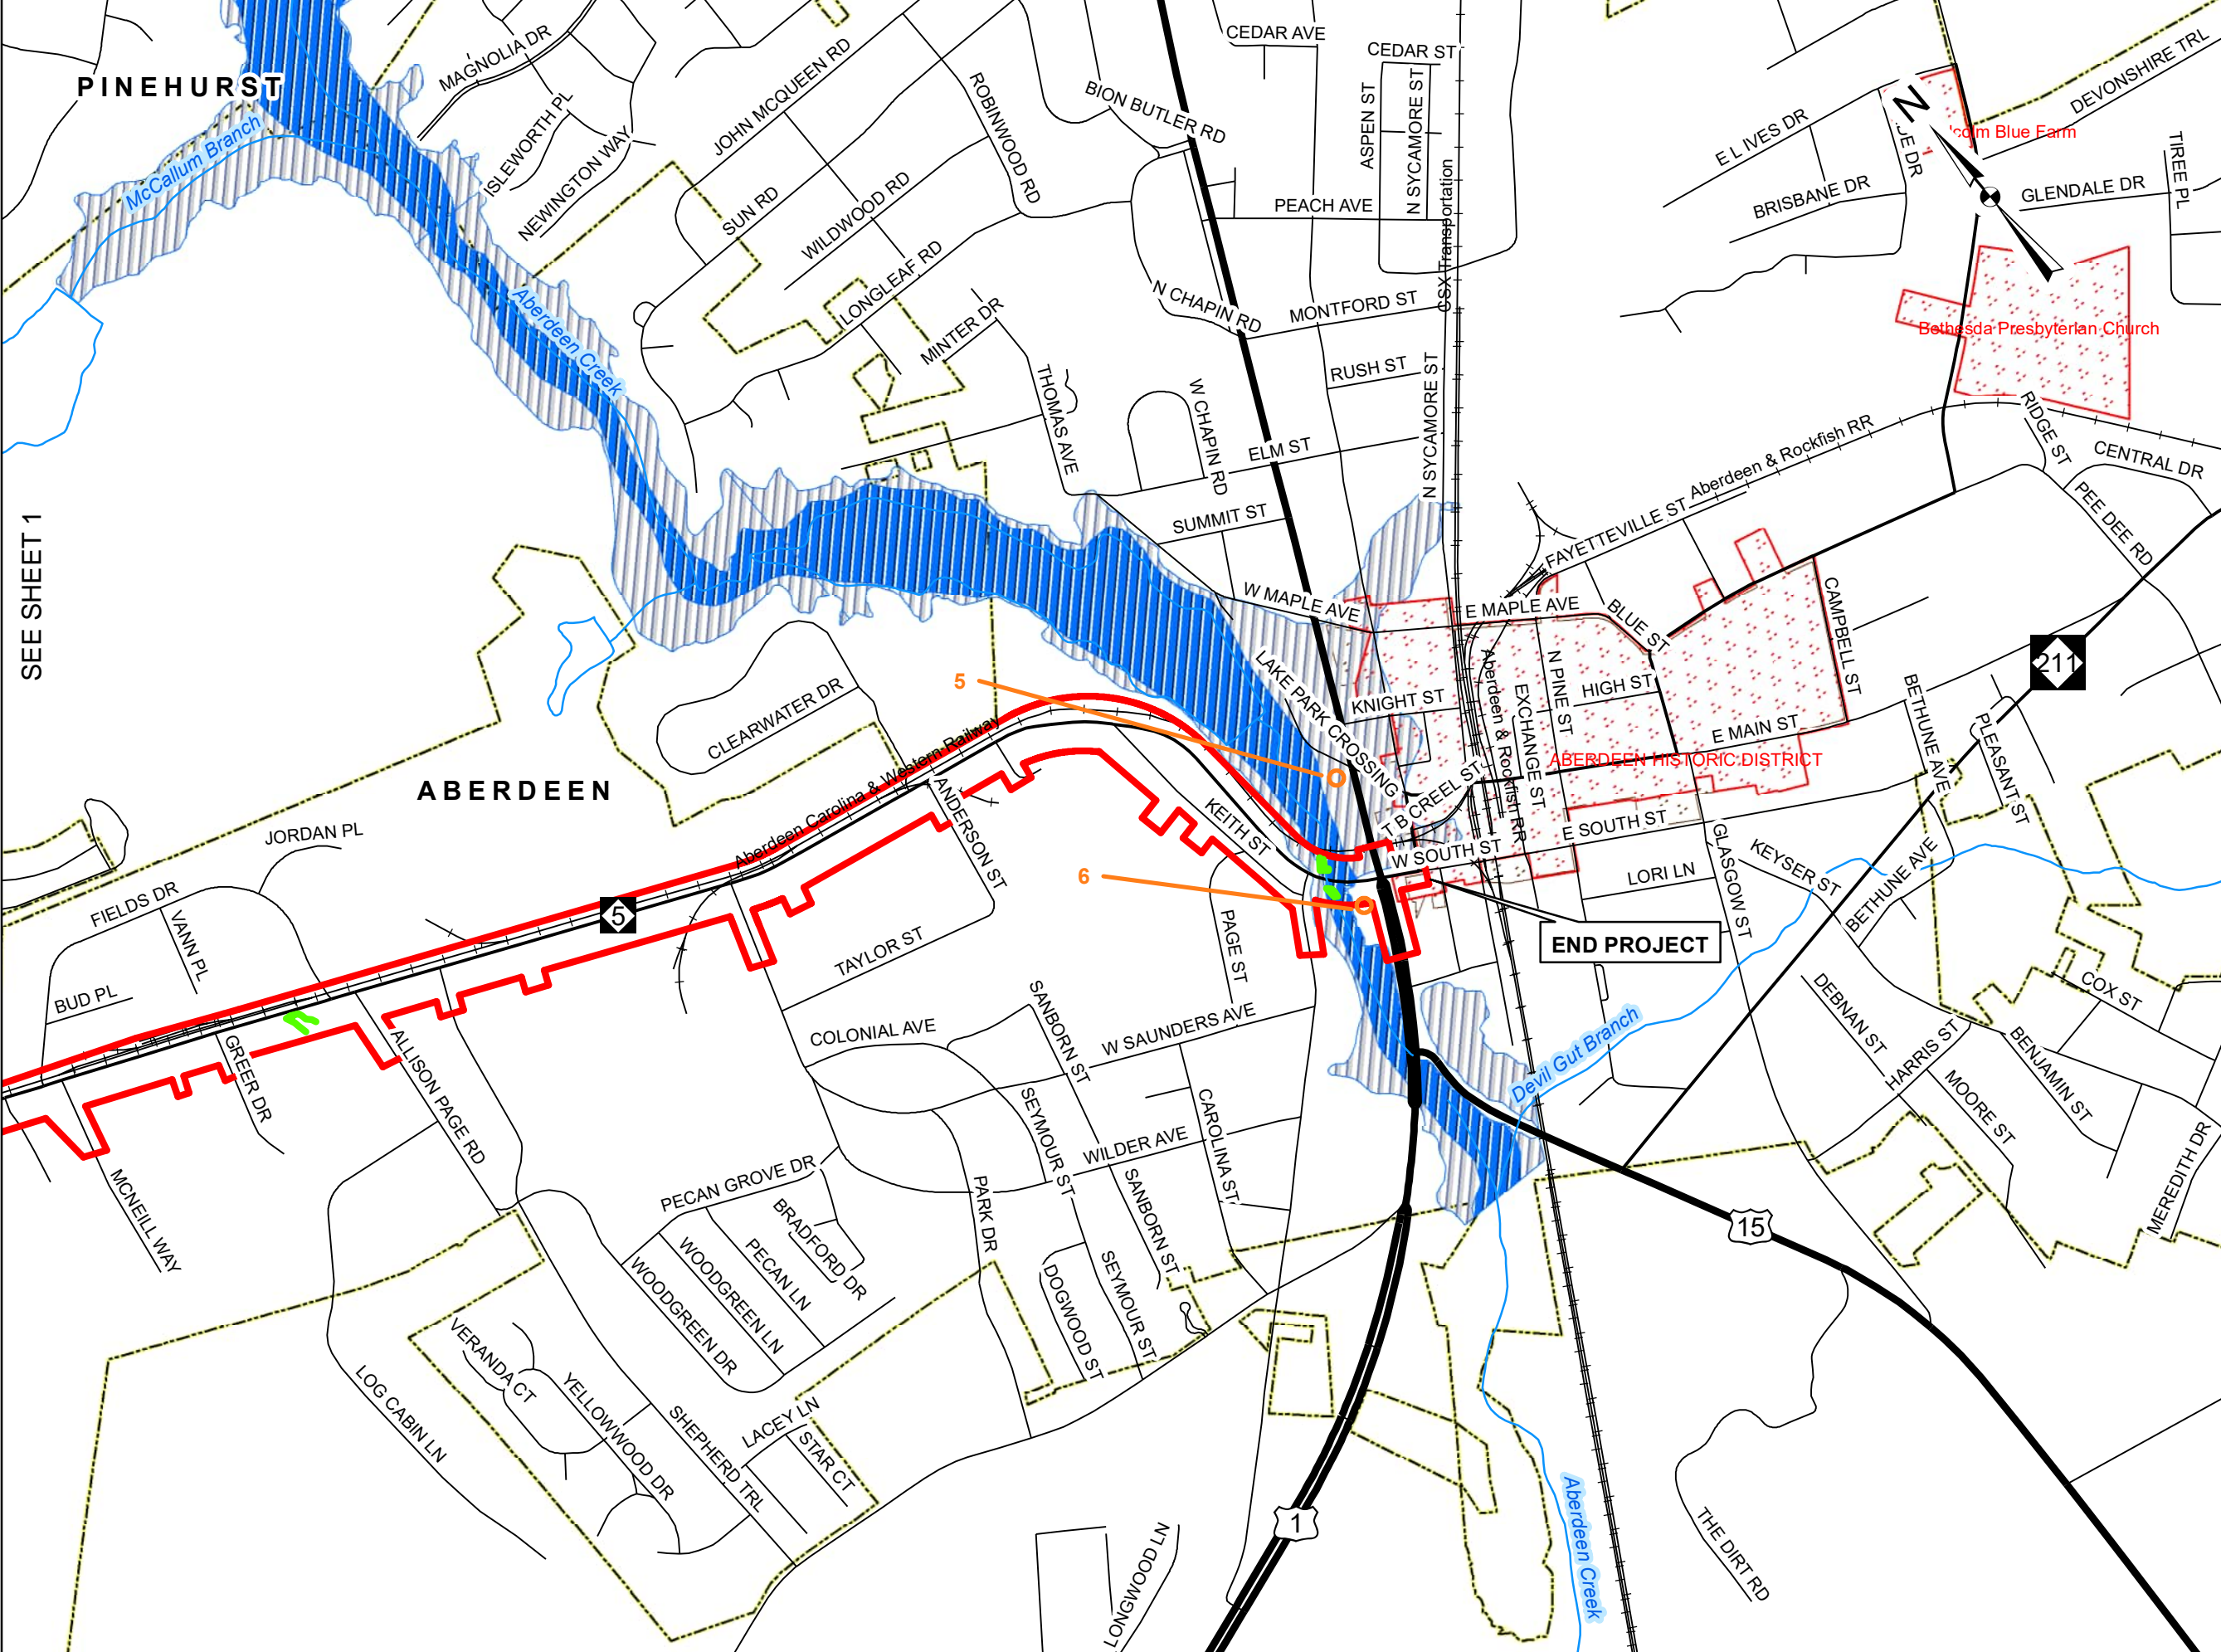 CEDAR AVE
CEDAR ST
MAGNOLIA DR
DEVONSHIRE TRL
PINEHURST
JOHN MCQUEEN RD
ROBINWOOD RD
BION BUTLER RD
ASPEN ST
N SYCAMORE ST
N
E L IVES DR
Blue Farm
McCallum Branch
ISLEWORTH PL
NEWINGTON WAY
TIREE PL
GLENDALE DR
BRISBANE DR
SUN RD
WILDWOOD RD
PEACH AVE
CSX Transportation
LONGLEAF RD
N CHAPIN RD
MONTFORD ST
Aberdeen Creek
MINTER DR
Bethesda Presbyterian Church
THOMAS AVE
W CHAPIN RD
RUSH ST
N SYCAMORE ST
RIDGE ST
CENTRAL DR
ELM ST
Aberdeen & Rockfish RR
SUMMIT ST
FAYETTEVILLE ST
PEE DEE RD
SEE SHEET 1
W MAPLE AVE
E MAPLE AVE
BLUE ST
CAMPBELL ST
211
LAKE PARK CROSSING
KNIGHT ST
Aberdeen & Rockfish RR
EXCHANGE ST
N PINE ST
HIGH ST
E MAIN ST
BETHUNE AVE
PLEASANT ST
5
CLEARWATER DR
ABERDEEN HISTORIC DISTRICT
ABERDEEN
Aberdeen Carolina & Western Railway
ANDERSON ST
KEITH ST
T B CREEL ST
E SOUTH ST
W SOUTH ST
JORDAN PL
GLASGOW ST
KEYSER ST
BETHUNE AVE
LORI LN
6
FIELDS DR
VANN PL
5
TAYLOR ST
PAGE ST
END PROJECT
BUD PL
GREER DR
ALLISON PAGE RD
COLONIAL AVE
SANBORN ST
W SAUNDERS AVE
Devil Gut Branch
DEBNAN ST
COX ST
HARRIS ST
BENJAMIN ST
MOORE ST
MEREDITH DR
SEYMOUR ST
CAROLINA ST
WILDER AVE
MCNEILL WAY
PECAN GROVE DR
BRADFORD DR
PARK DR
SANBORN ST
15
WOODGREEN DR
WOODGREEN LN
PECAN LN
DOGWOOD ST
SEYMOUR ST
VERANDA CT
YELLOWWOOD DR
LOG CABIN LN
SHEPHERD TRL
LACEY LN
STAR CT
1
Aberdeen Creek
THE DIRT RD
LONGWOOD LN